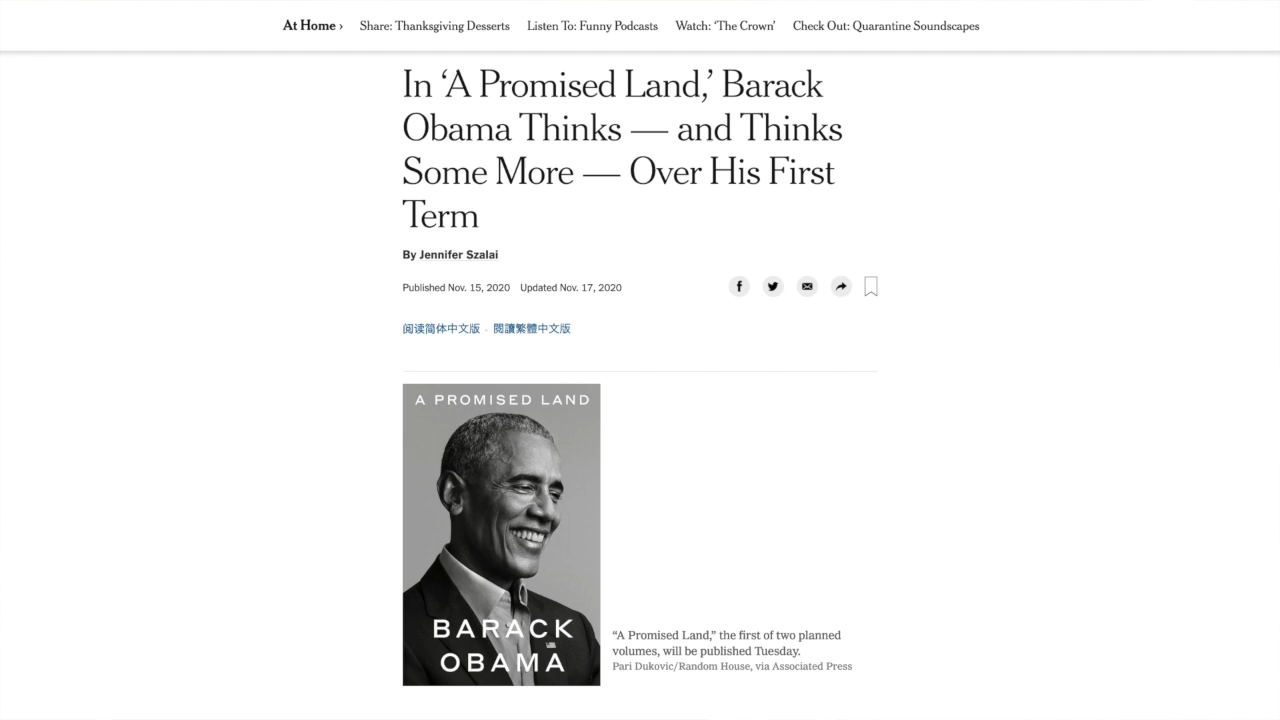 At Home › Share: Thanksgiving Desserts Listen To: Funny Podcasts Watch: ‘The Crown’ Check Out: Quarantine Soundscapes
In ‘A Promised Land,’ Barack
Obama Thinks — and Thinks
Some More — Over His First
Term
By Jennifer Szalai
Published Nov. 15, 2020 Updated Nov. 17, 2020
阅读简体中文版 · 閱讀繁體中文版
A PROMISED LAND
BARACK
OBAMA
“A Promised Land,” the first of two planned
volumes, will be published Tuesday.
Pari Dukovic/Random House, via Associated Press